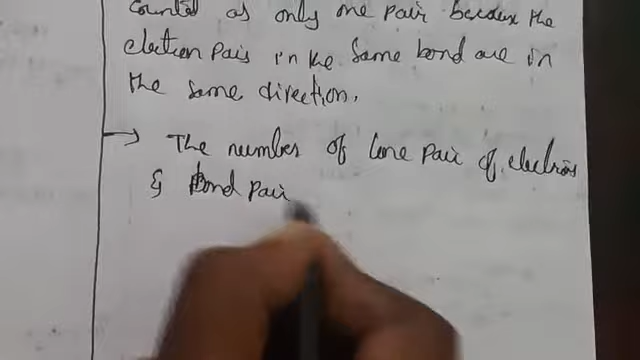 counted as only one pair because the
electron pairs in the same bond are in
the same direction.
→ The number of lone pair of electrons
& Bond pair